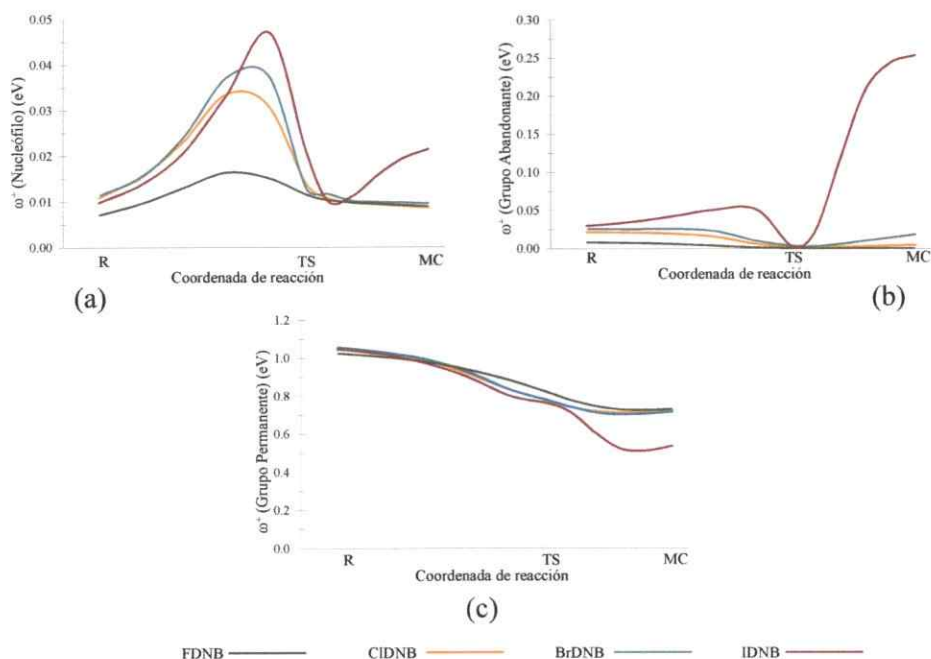 0.05
0.04
0.03
0.02
0.01
0.00
ω⁺ (Nucleófilo) (eV)
R
TS
MC
Coordenada de reacción
(a)
0.30
0.25
0.20
0.15
0.10
0.05
0.00
ω⁺ (Grupo Abandonante) (eV)
R
TS
MC
Coordenada de reacción
(b)
1.2
1.0
0.8
0.6
0.4
0.2
0.0
ω⁺ (Grupo Permanente) (eV)
R
TS
MC
Coordenada de reacción
(c)
FDNB
ClDNB
BrDNB
IDNB